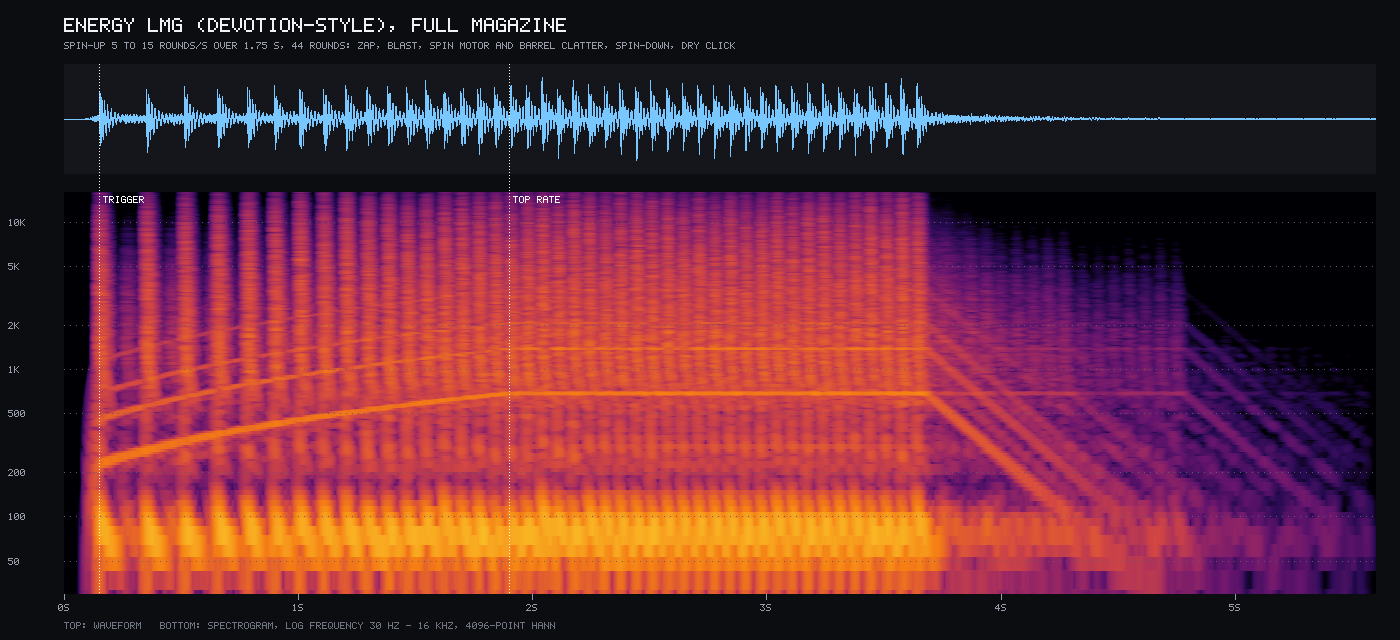 ENERGY LMG (DEVOTION-STYLE), FULL MAGAZINE
SPIN-UP 5 TO 15 ROUNDS/S OVER 1.75 S, 44 ROUNDS: ZAP, BLAST, SPIN MOTOR AND BARREL CLATTER, SPIN-DOWN, DRY CLICK
TRIGGER
TOP RATE
10K
5K
2K
1K
500
200
100
50
0S
1S
2S
3S
4S
5S
TOP: WAVEFORM BOTTOM: SPECTROGRAM, LOG FREQUENCY 30 HZ - 16 KHZ, 4096-POINT HANN